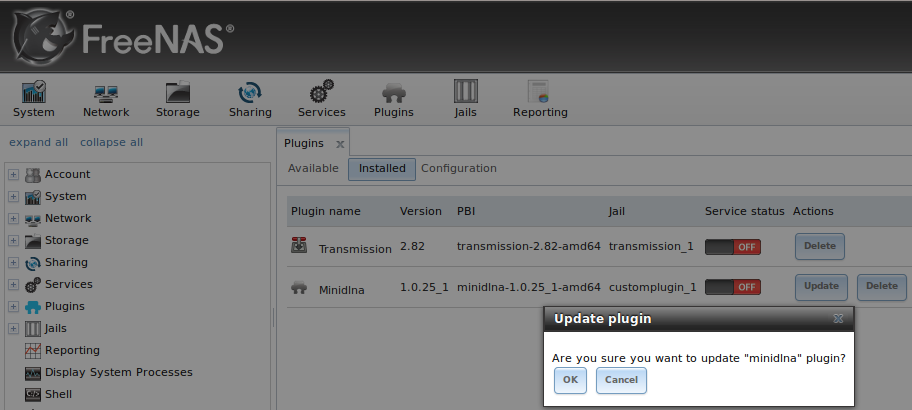 FreeNAS®
System Network Storage Sharing Services Plugins Jails Reporting
expand all collapse all
Plugins x
Available Installed Configuration
Account
System
Network
Storage
Sharing
Services
Plugins
Jails
Reporting
Display System Processes
Shell
Plugin name Version PBI Jail Service status Actions
Transmission 2.82 transmission-2.82-amd64 transmission_1 OFF Delete
Minidlna 1.0.25_1 minidlna-1.0.25_1-amd64 customplugin_1 OFF Update Delete
Update plugin
Are you sure you want to update "minidlna" plugin?
OK Cancel